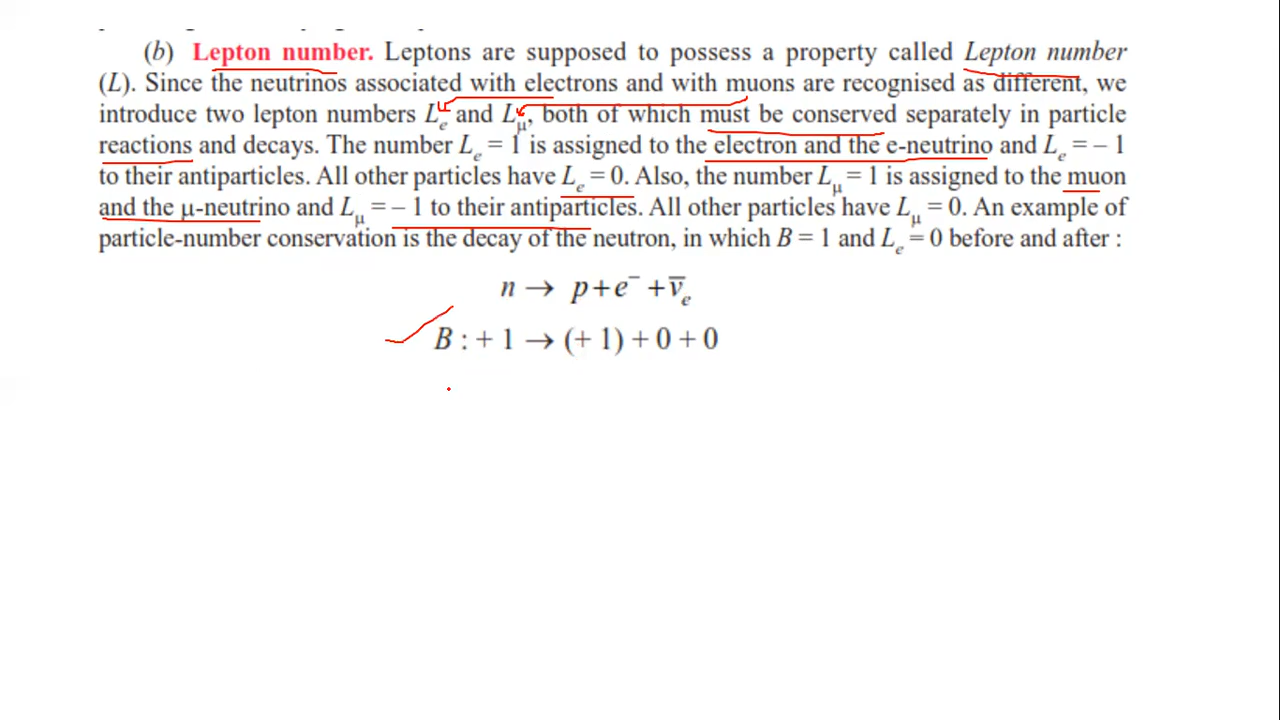 (b) Lepton number. Leptons are supposed to possess a property called Lepton number
(L). Since the neutrinos associated with electrons and with muons are recognised as different, we
introduce two lepton numbers Lₑ and L_μ, both of which must be conserved separately in particle
reactions and decays. The number Lₑ = 1 is assigned to the electron and the e-neutrino and Lₑ = – 1
to their antiparticles. All other particles have Lₑ = 0. Also, the number L_μ = 1 is assigned to the muon
and the μ-neutrino and L_μ = – 1 to their antiparticles. All other particles have L_μ = 0. An example of
particle-number conservation is the decay of the neutron, in which B = 1 and Lₑ = 0 before and after :
n → p + e⁻ + ν̅ₑ
B : + 1 → (+ 1) + 0 + 0